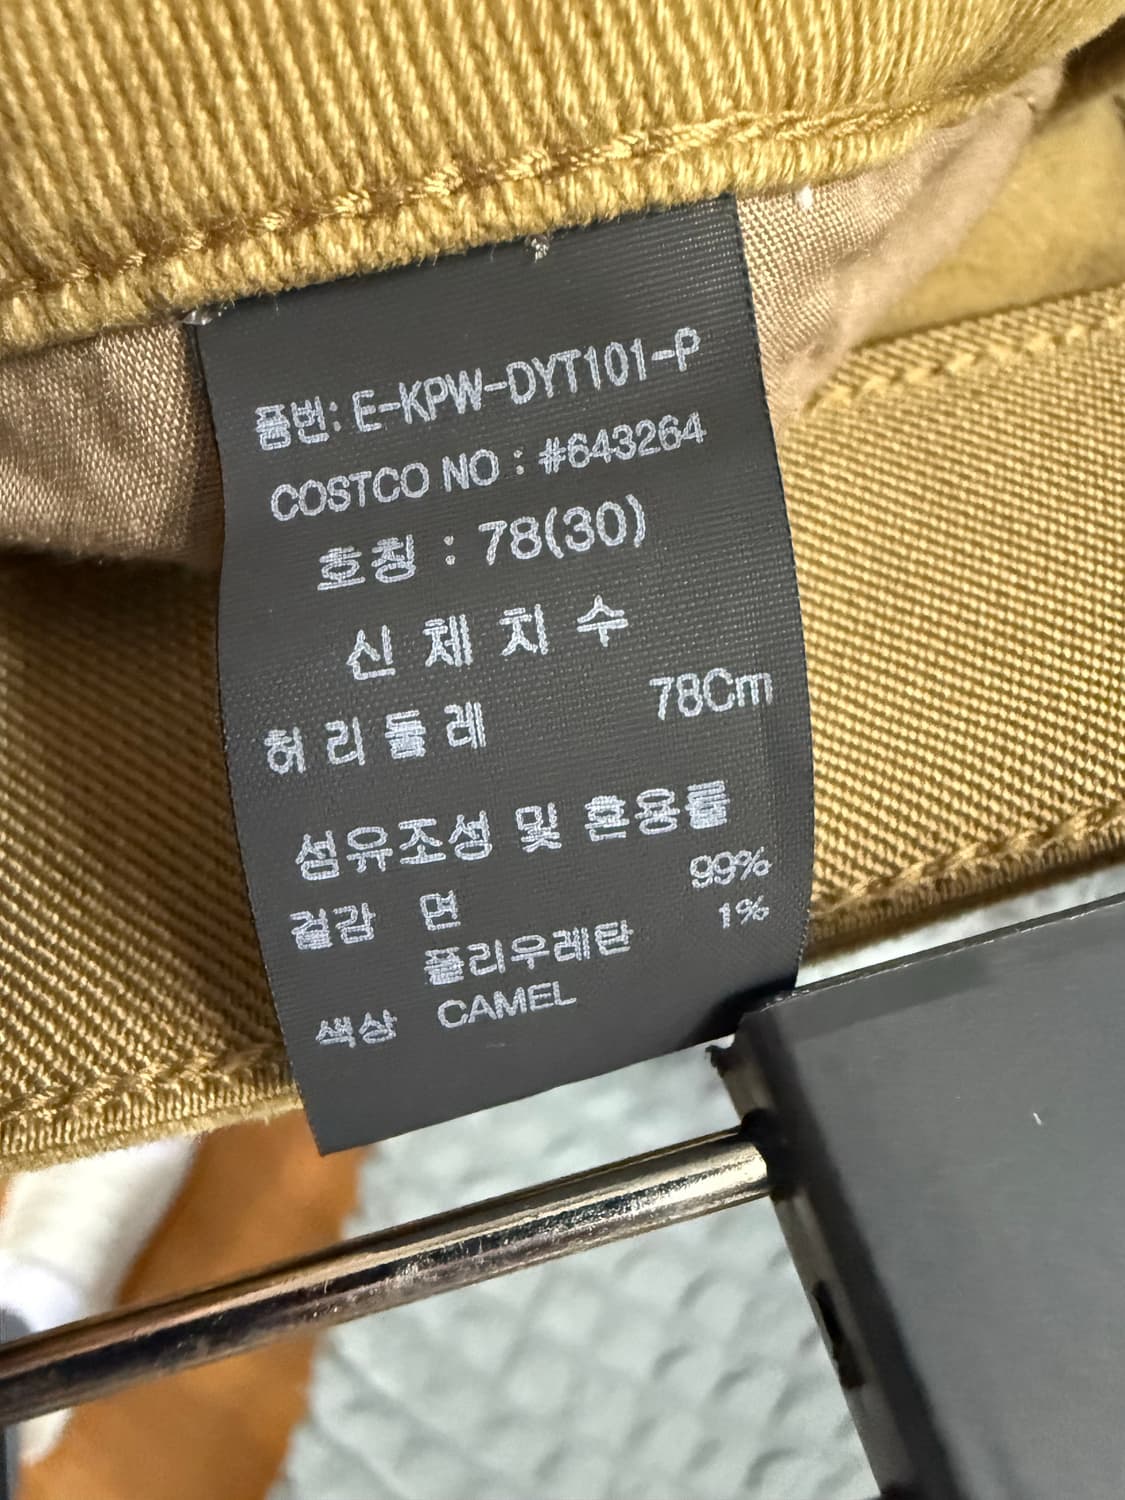 품번: E-KPW-DYT101-P
COSTCO NO : #643264
호칭 : 78(30)
신체치수
허리둘레 78Cm
섬유조성 및 혼용률
겉감 면 99%
폴리우레탄 1%
색상 CAMEL